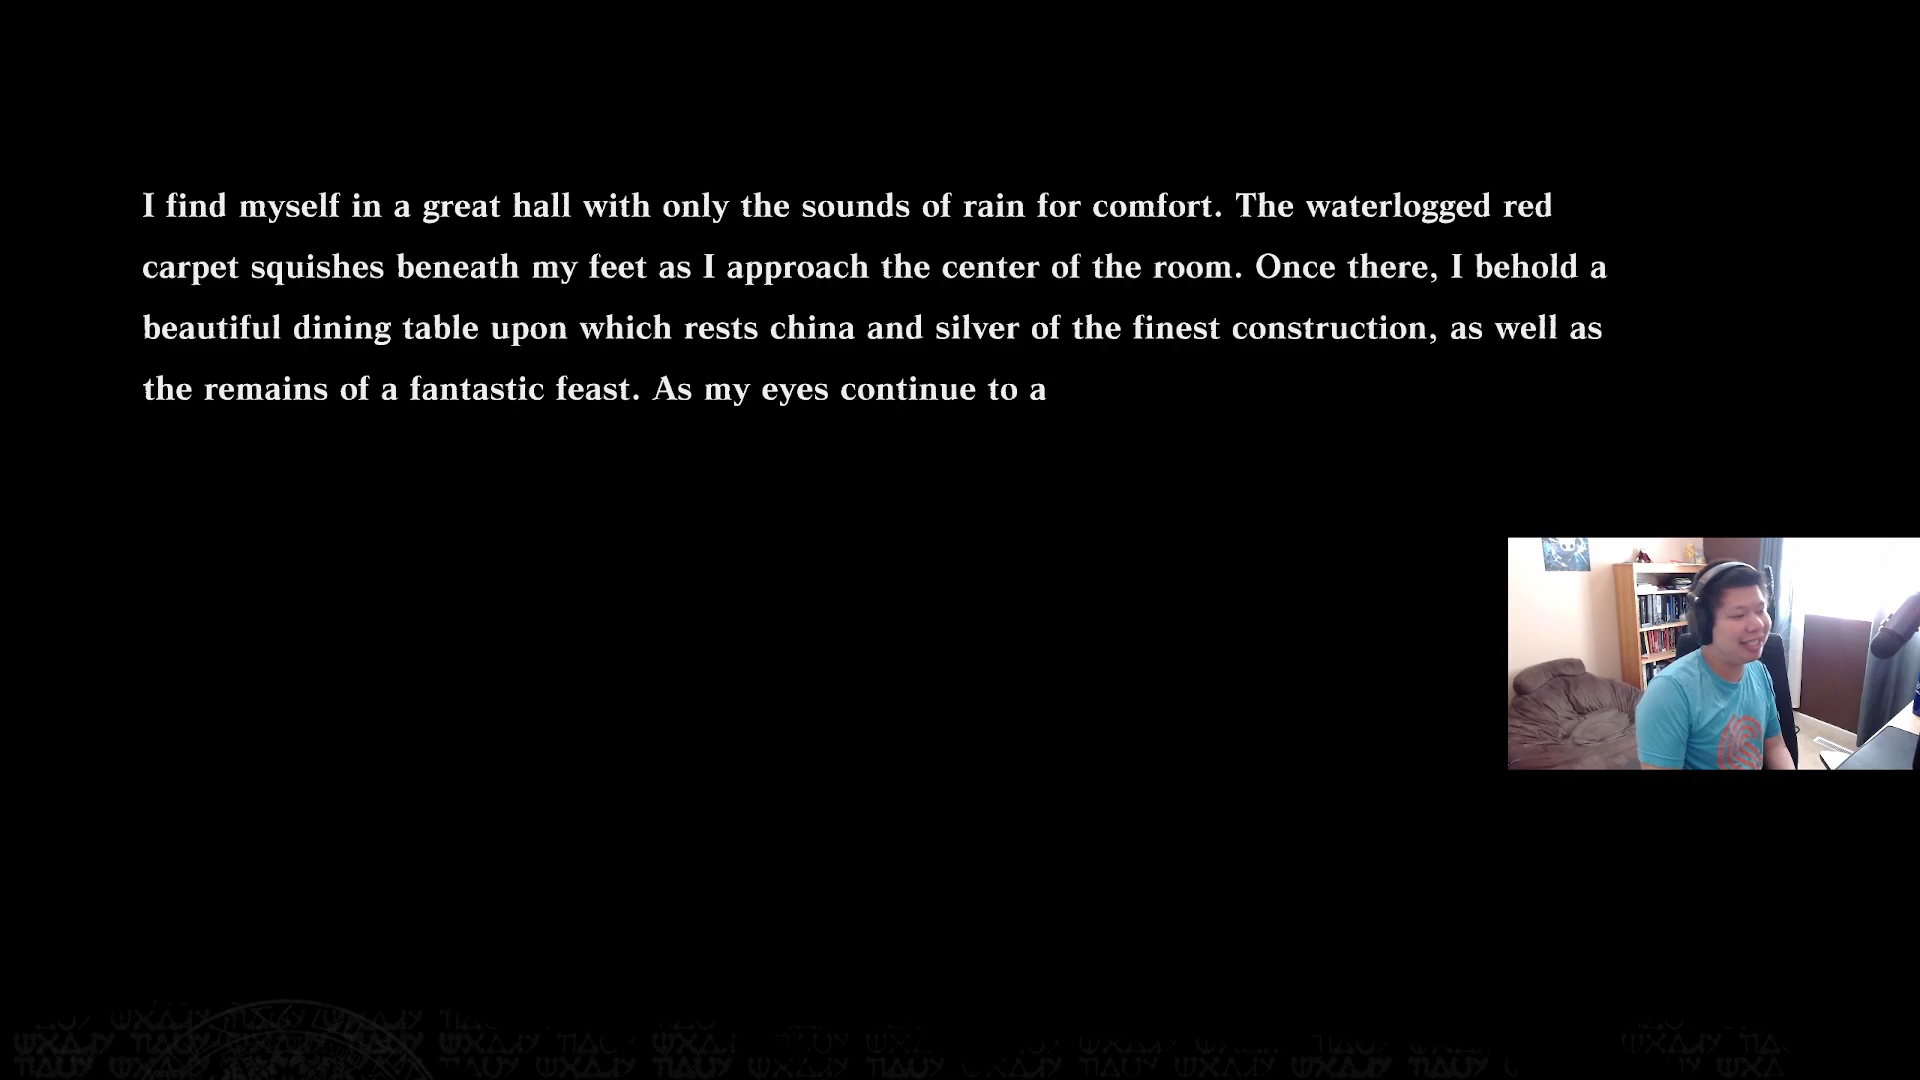 I find myself in a great hall with only the sounds of rain for comfort. The waterlogged red
carpet squishes beneath my feet as I approach the center of the room. Once there, I behold a
beautiful dining table upon which rests china and silver of the finest construction, as well as
the remains of a fantastic feast. As my eyes continue to a